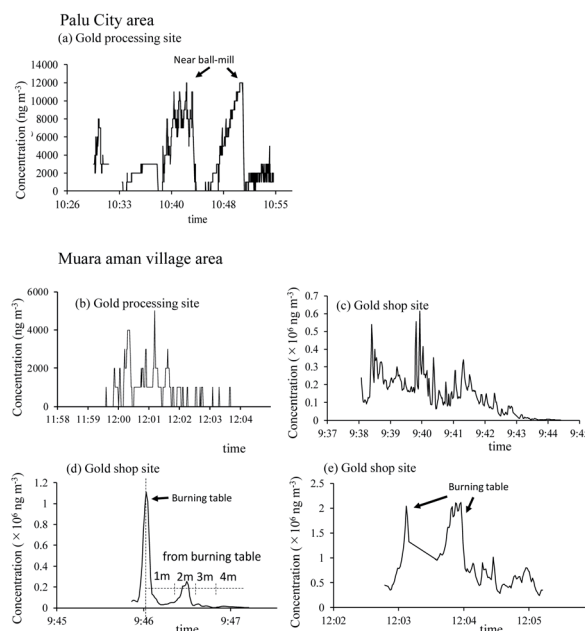 Palu City area
(a) Gold processing site
Near ball-mill
Concentration (ng m-3)
14000
12000
10000
8000
6000
4000
2000
0
10:26 10:33 10:40 10:48 10:55
time
Muara aman village area
(b) Gold processing site
Concentration (ng m-3)
6000
4000
2000
0
11:58 11:59 12:00 12:01 12:02 12:03 12:04
time
(c) Gold shop site
Concentration (×10⁶ ng m-3)
0.7
0.6
0.5
0.4
0.3
0.2
0.1
0
9:37 9:38 9:39 9:40 9:41 9:42 9:43 9:44
time
(d) Gold shop site
Concentration (×10⁶ ng m-3)
1.2
1
0.8
0.6
0.4
0.2
0
Burning table
from burning table
1m 2m 3m 4m
9:45 9:46 9:47
time
(e) Gold shop site
Concentration (×10⁶ ng m-3)
2.5
2
1.5
1
0.5
0
Burning table
12:02 12:03 12:04 12:05
time